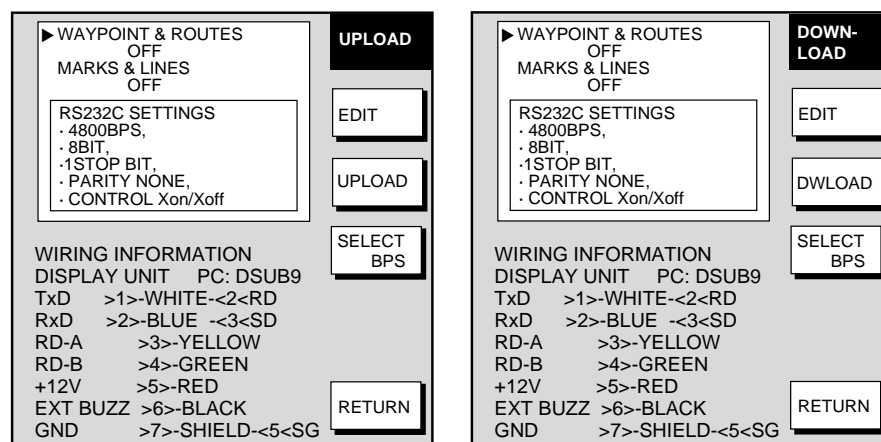 ▶ WAYPOINT & ROUTES
OFF
MARKS & LINES
OFF
RS232C SETTINGS
· 4800BPS,
· 8BIT,
·1STOP BIT,
· PARITY NONE,
· CONTROL Xon/Xoff
WIRING INFORMATION
DISPLAY UNIT PC: DSUB9
TxD >1>-WHITE-<2<RD
RxD >2>-BLUE -<3<SD
RD-A >3>-YELLOW
RD-B >4>-GREEN
+12V >5>-RED
EXT BUZZ >6>-BLACK
GND >7>-SHIELD-<5<SG
UPLOAD
EDIT
UPLOAD
SELECT
BPS
RETURN
▶ WAYPOINT & ROUTES
OFF
MARKS & LINES
OFF
RS232C SETTINGS
· 4800BPS,
· 8BIT,
·1STOP BIT,
· PARITY NONE,
· CONTROL Xon/Xoff
WIRING INFORMATION
DISPLAY UNIT PC: DSUB9
TxD >1>-WHITE-<2<RD
RxD >2>-BLUE -<3<SD
RD-A >3>-YELLOW
RD-B >4>-GREEN
+12V >5>-RED
EXT BUZZ >6>-BLACK
GND >7>-SHIELD-<5<SG
DOWN-
LOAD
EDIT
DWLOAD
SELECT
BPS
RETURN